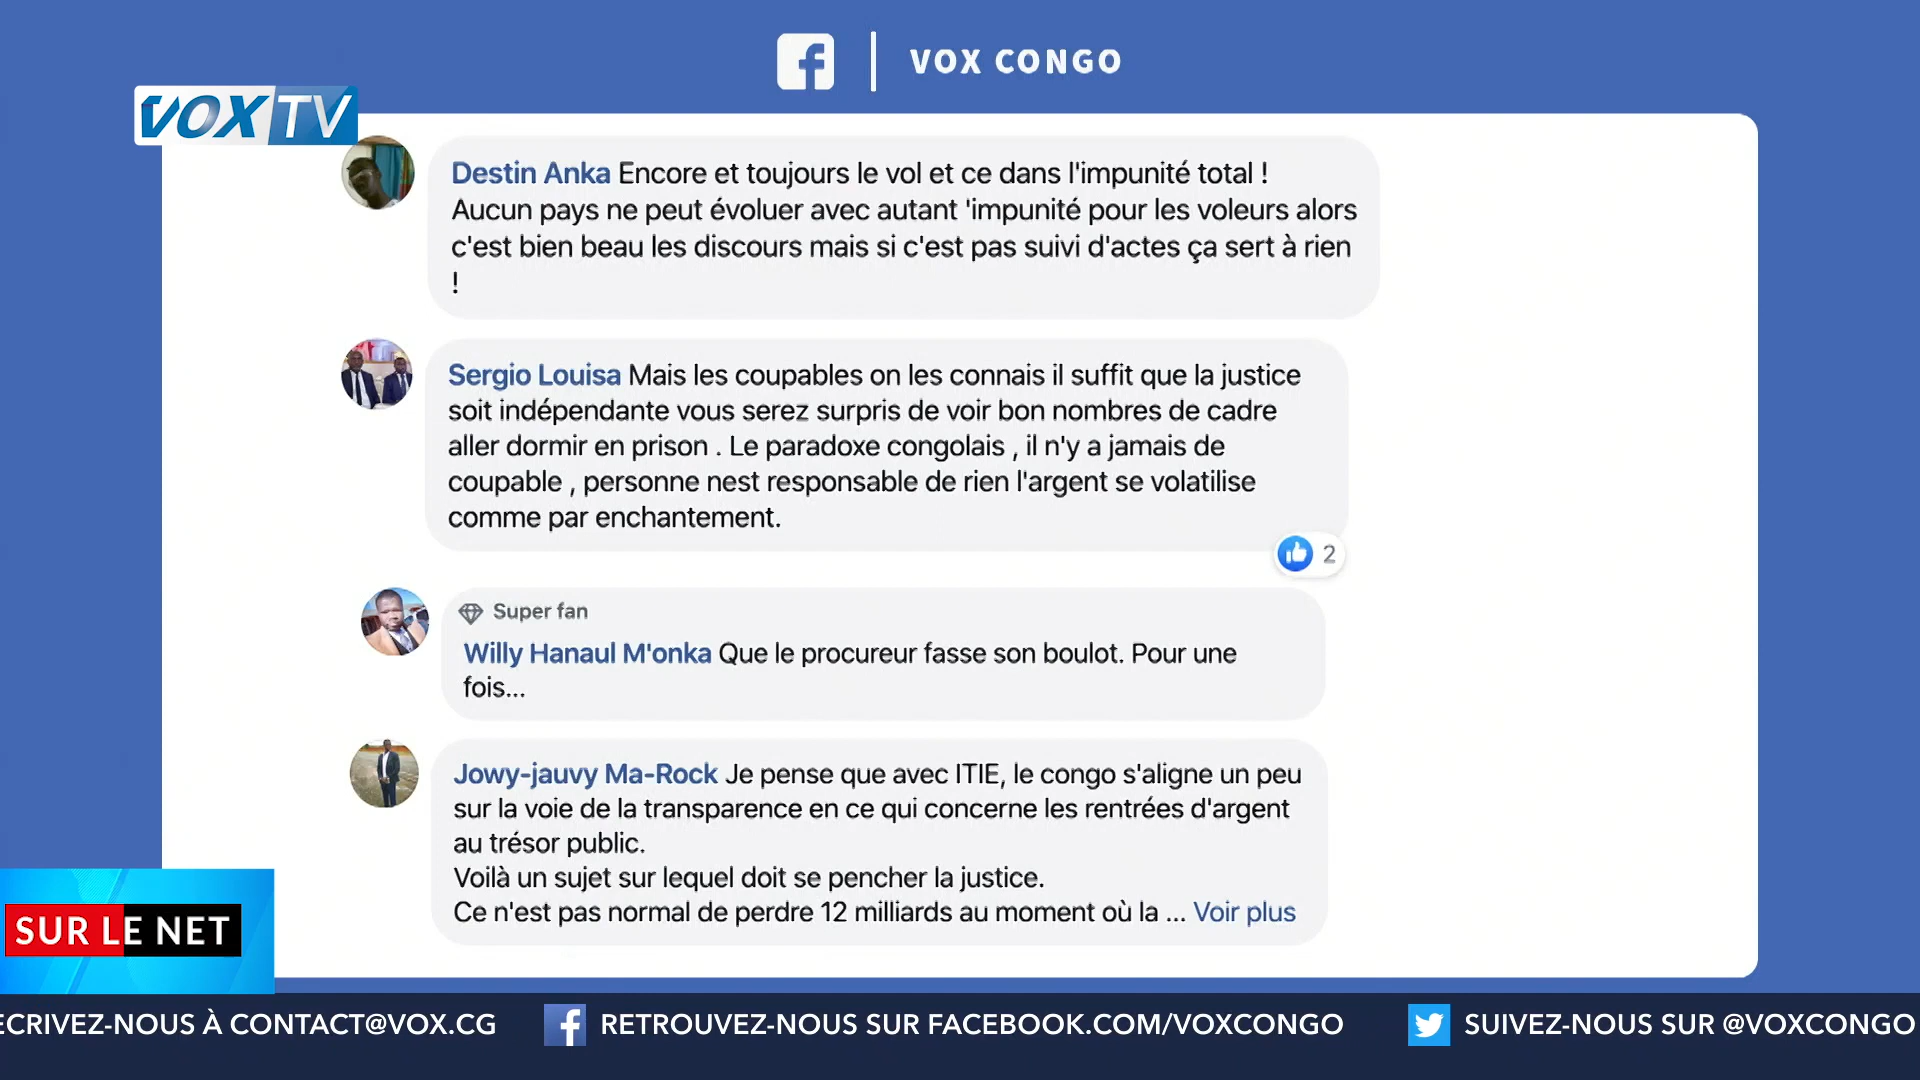 VOX CONGO
VOX TV
Destin Anka Encore et toujours le vol et ce dans l'impunité total !
Aucun pays ne peut évoluer avec autant 'impunité pour les voleurs alors
c'est bien beau les discours mais si c'est pas suivi d'actes ça sert à rien
!
Sergio Louisa Mais les coupables on les connais il suffit que la justice
soit indépendante vous serez surpris de voir bon nombres de cadre
aller dormir en prison . Le paradoxe congolais , il n'y a jamais de
coupable , personne nest responsable de rien l'argent se volatilise
comme par enchantement.
2
Super fan
Willy Hanaul M'onka Que le procureur fasse son boulot. Pour une
fois...
Jowy-jauvy Ma-Rock Je pense que avec ITIE, le congo s'aligne un peu
sur la voie de la transparence en ce qui concerne les rentrées d'argent
au trésor public.
Voilà un sujet sur lequel doit se pencher la justice.
Ce n'est pas normal de perdre 12 milliards au moment où la ... Voir plus
SUR LE NET
ECRIVEZ-NOUS À CONTACT@VOX.CG RETROUVEZ-NOUS SUR FACEBOOK.COM/VOXCONGO SUIVEZ-NOUS SUR @VOXCONGO